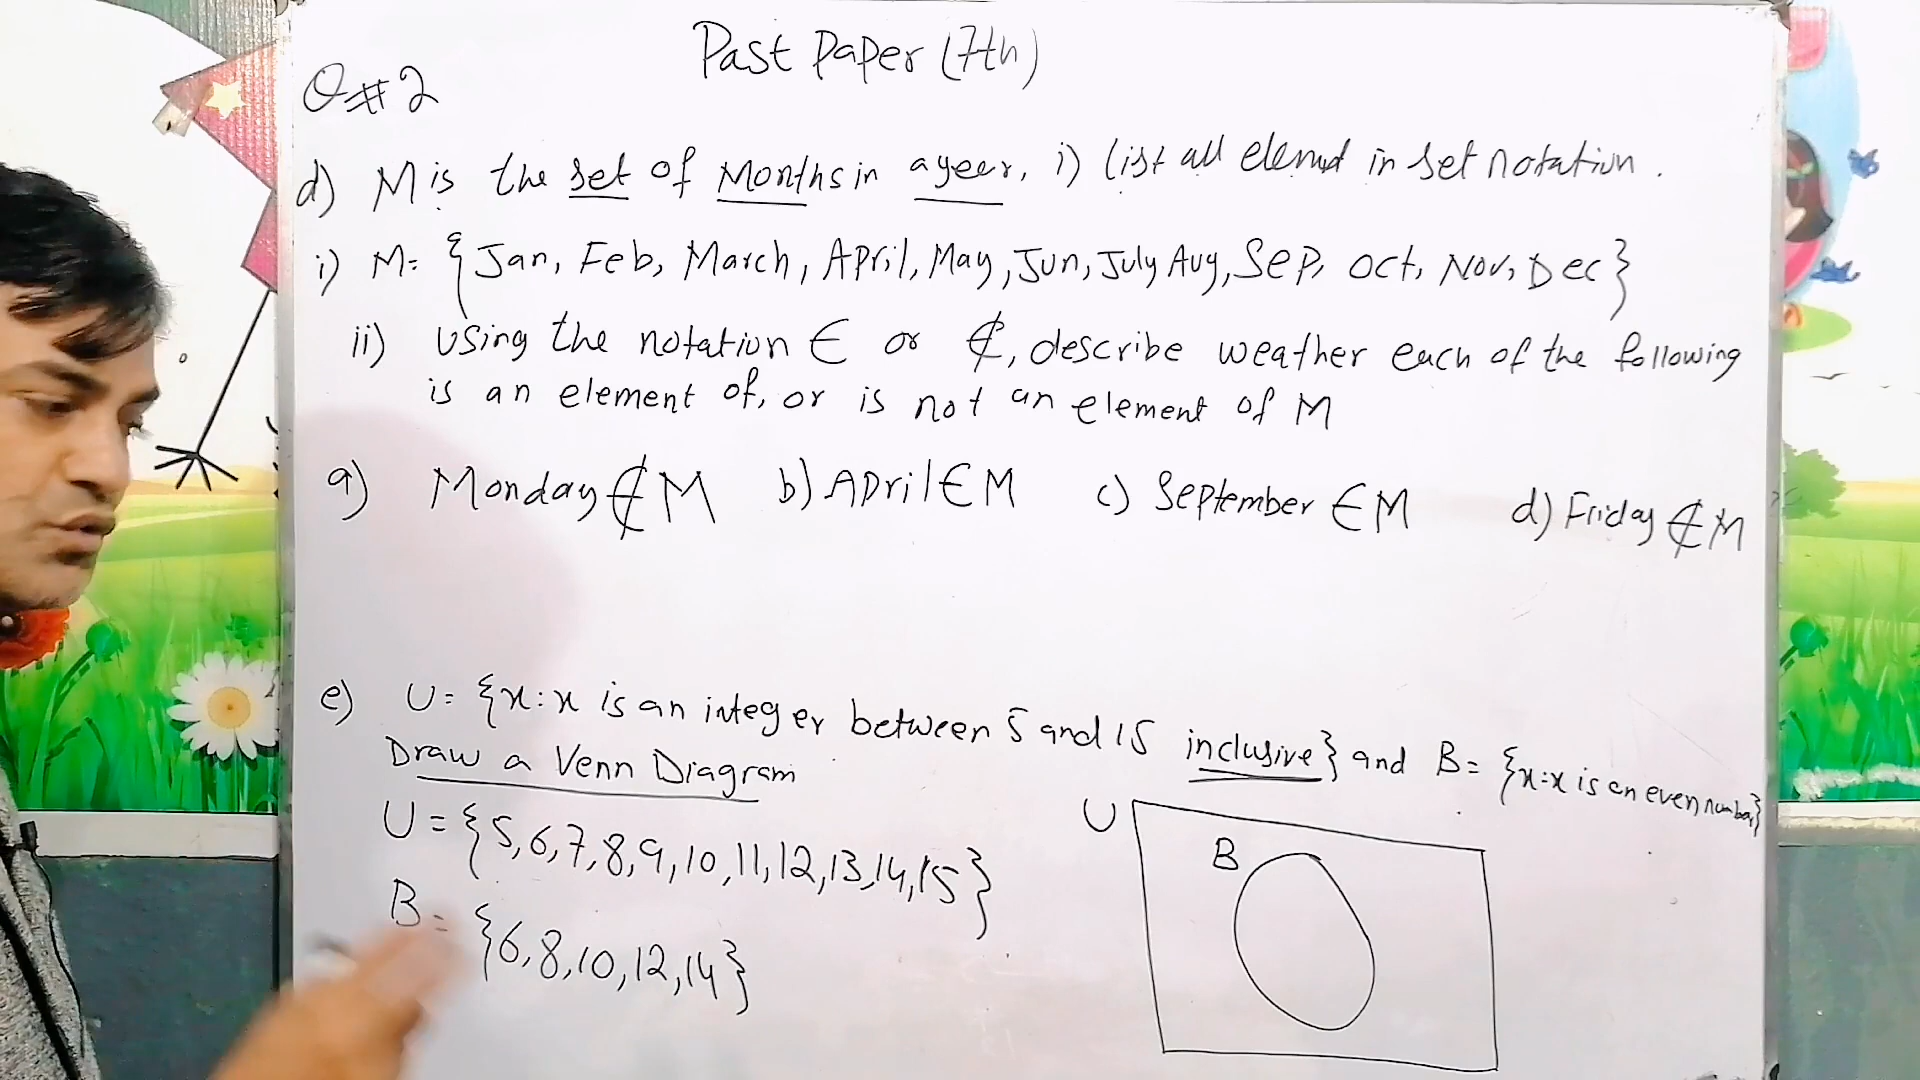 Past Paper (7th)
Q#2
d) M is the set of Months in a year, i) list all elemnd in set notation.
i) M= {Jan, Feb, March, April, May, Jun, July Aug, Sep, oct, Nov, Dec}
ii) using the notation ∈ or ∉, describe weather each of the following
is an element of, or is not an element of M
a) Monday ∉ M b) April ∈ M c) September ∈ M d) Friday ∉ M
e) U= {x:x is an integer between 5 and 15 inclusive} and B= {x:x is an even number}
Draw a Venn Diagram
U={5,6,7,8,9,10,11,12,13,14,15}
B={6,8,10,12,14}
U
B